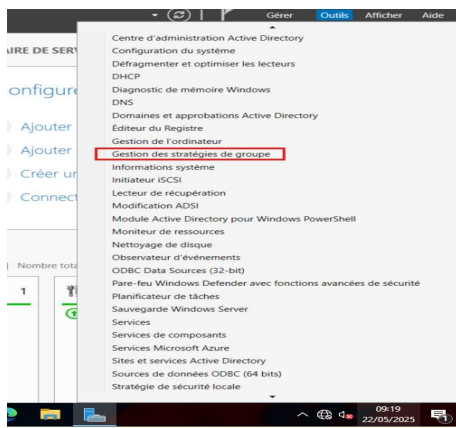 Gérer Outils Afficher Aide
Centre d'administration Active Directory
Configuration du système
Défragmenter et optimiser les lecteurs
DHCP
Diagnostic de mémoire Windows
DNS
Domaines et approbations Active Directory
Éditeur du Registre
Gestion de l'ordinateur
Gestion des stratégies de groupe
Informations système
Initiateur iSCSI
Lecteur de récupération
Modification ADSI
Module Active Directory pour Windows PowerShell
Moniteur de ressources
Nettoyage de disque
Observateur d'événements
ODBC Data Sources (32-bit)
Pare-feu Windows Defender avec fonctions avancées de sécurité
Planificateur de tâches
Sauvegarde Windows Server
Services
Services de composants
Services Microsoft Azure
Sites et services Active Directory
Sources de données ODBC (64 bits)
Stratégie de sécurité locale
AIRE DE SERV
onfigure
Ajouter
Ajouter
Créer un
Connect
Nombre tota
1
09:19
22/05/2025